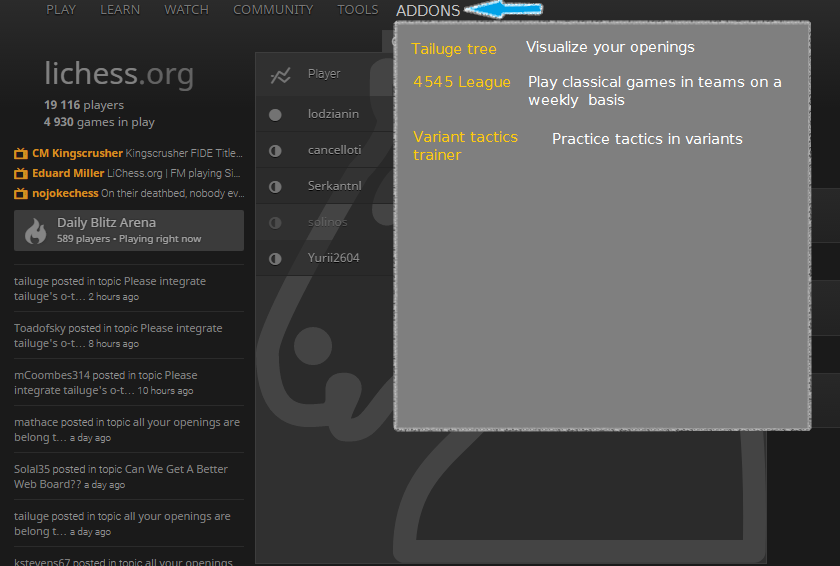 PLAY LEARN WATCH COMMUNITY TOOLS ADDONS
lichess.org
19 116 players
4 930 games in play
CM Kingscrusher Kingscrusher FIDE Title...
Eduard Miller LiChess.org | FM playing Si...
nojokechess On their deathbed, nobody ev...
Daily Blitz Arena
589 players • Playing right now
tailuge posted in topic Please integrate
tailuge's o-t... 2 hours ago
Toadofsky posted in topic Please integrate
tailuge's o-t... 8 hours ago
mCoombes314 posted in topic Please
integrate tailuge's o-t... 10 hours ago
mathace posted in topic all your openings are
belong t... a day ago
Solal35 posted in topic Can We Get A Better
Web Board?? a day ago
tailuge posted in topic all your openings are
belong t... a day ago
kstevens67 posted in topic all your openings
Player
lodzianin
cancelloti
Serkantnl
solinos
Yurii2604
Tailuge tree Visualize your openings
4545 League Play classical games in teams on a
weekly basis
Variant tactics Practice tactics in variants
trainer